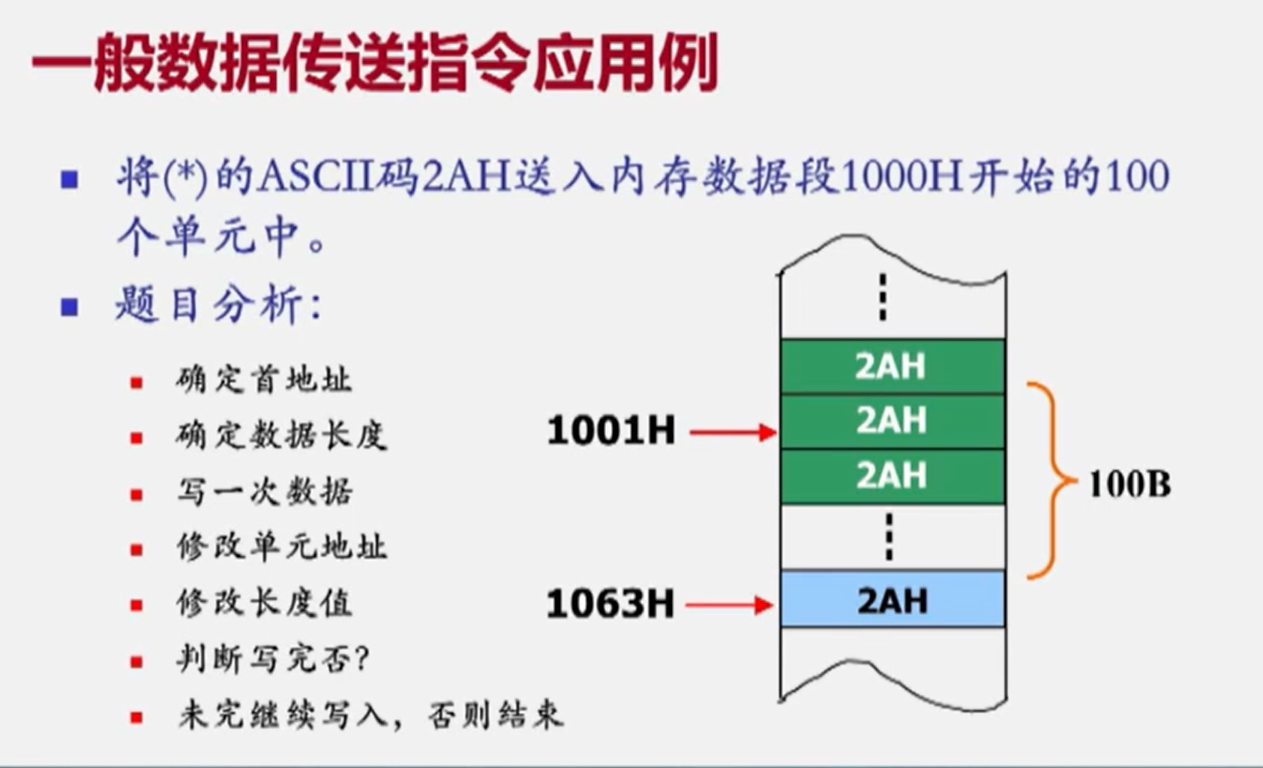 一般数据传送指令应用例
将(*)的ASCII码2AH送入内存数据段1000H开始的100
个单元中。
题目分析:
确定首地址
确定数据长度
写一次数据
修改单元地址
修改长度值
判断写完否?
未完继续写入，否则结束
2AH
1001H
2AH
2AH
100B
1063H
2AH